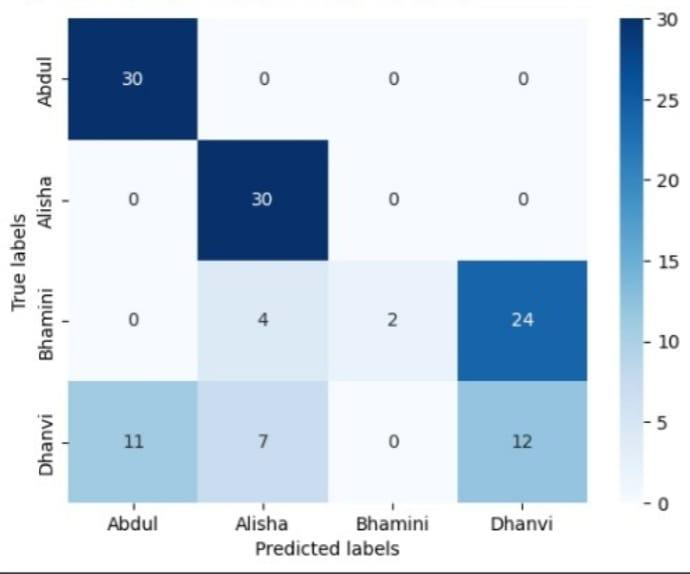 True labels
Abdul 30 0 0 0
Alisha 0 30 0 0
Bhamini 0 4 2 24
Dhanvi 11 7 0 12
Abdul Alisha Bhamini Dhanvi
Predicted labels
30
25
20
15
10
5
0